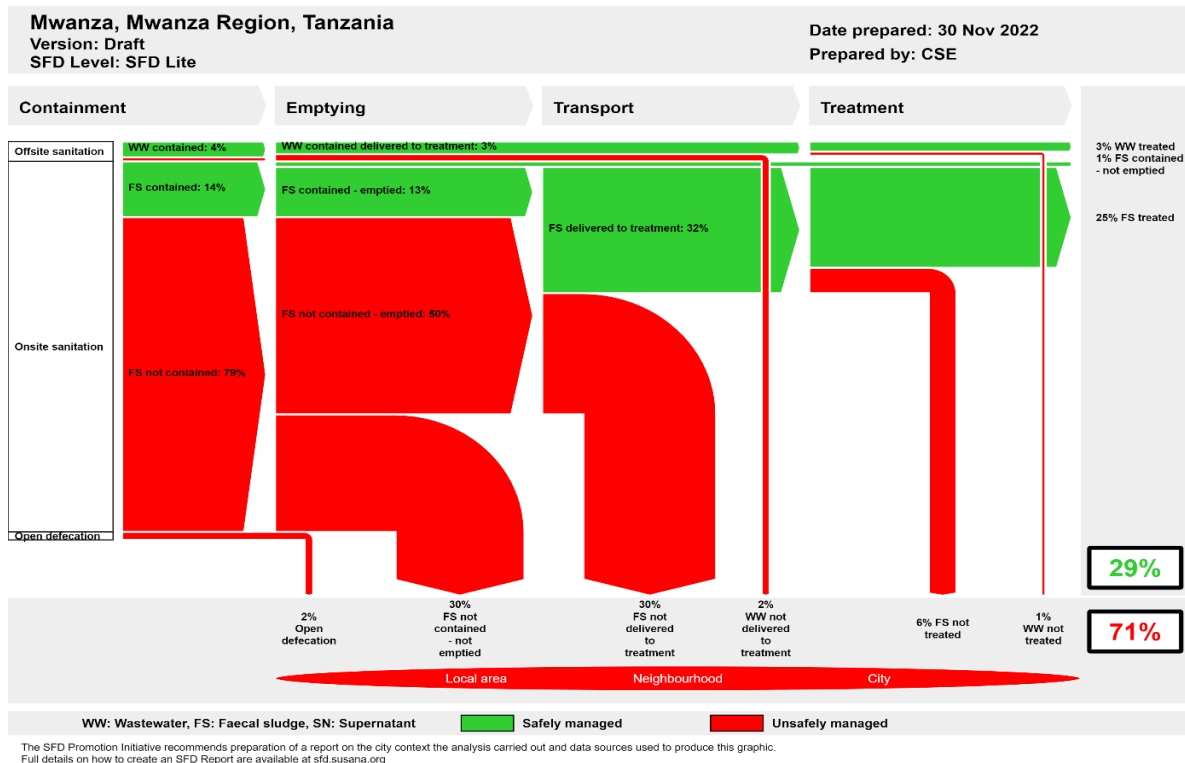 Mwanza, Mwanza Region, Tanzania
Version: Draft
SFD Level: SFD Lite
Date prepared: 30 Nov 2022
Prepared by: CSE
Containment
Emptying
Transport
Treatment
Offsite sanitation
WW contained: 4%
WW contained delivered to treatment: 3%
3% WW treated
1% FS contained
- not emptied
FS contained: 14%
FS contained - emptied: 13%
25% FS treated
FS delivered to treatment: 32%
FS not contained - emptied: 50%
Onsite sanitation
FS not contained: 79%
Open defecation
29%
2%
Open
defecation
30%
FS not
contained
- not
emptied
30%
FS not
delivered
to
treatment
2%
WW not
delivered
to
treatment
6% FS not
treated
1%
WW not
treated
71%
Local area
Neighbourhood
City
WW: Wastewater, FS: Faecal sludge, SN: Supernatant
Safely managed
Unsafely managed
The SFD Promotion Initiative recommends preparation of a report on the city context the analysis carried out and data sources used to produce this graphic.
Full details on how to create an SFD Report are available at sfd.susana.org